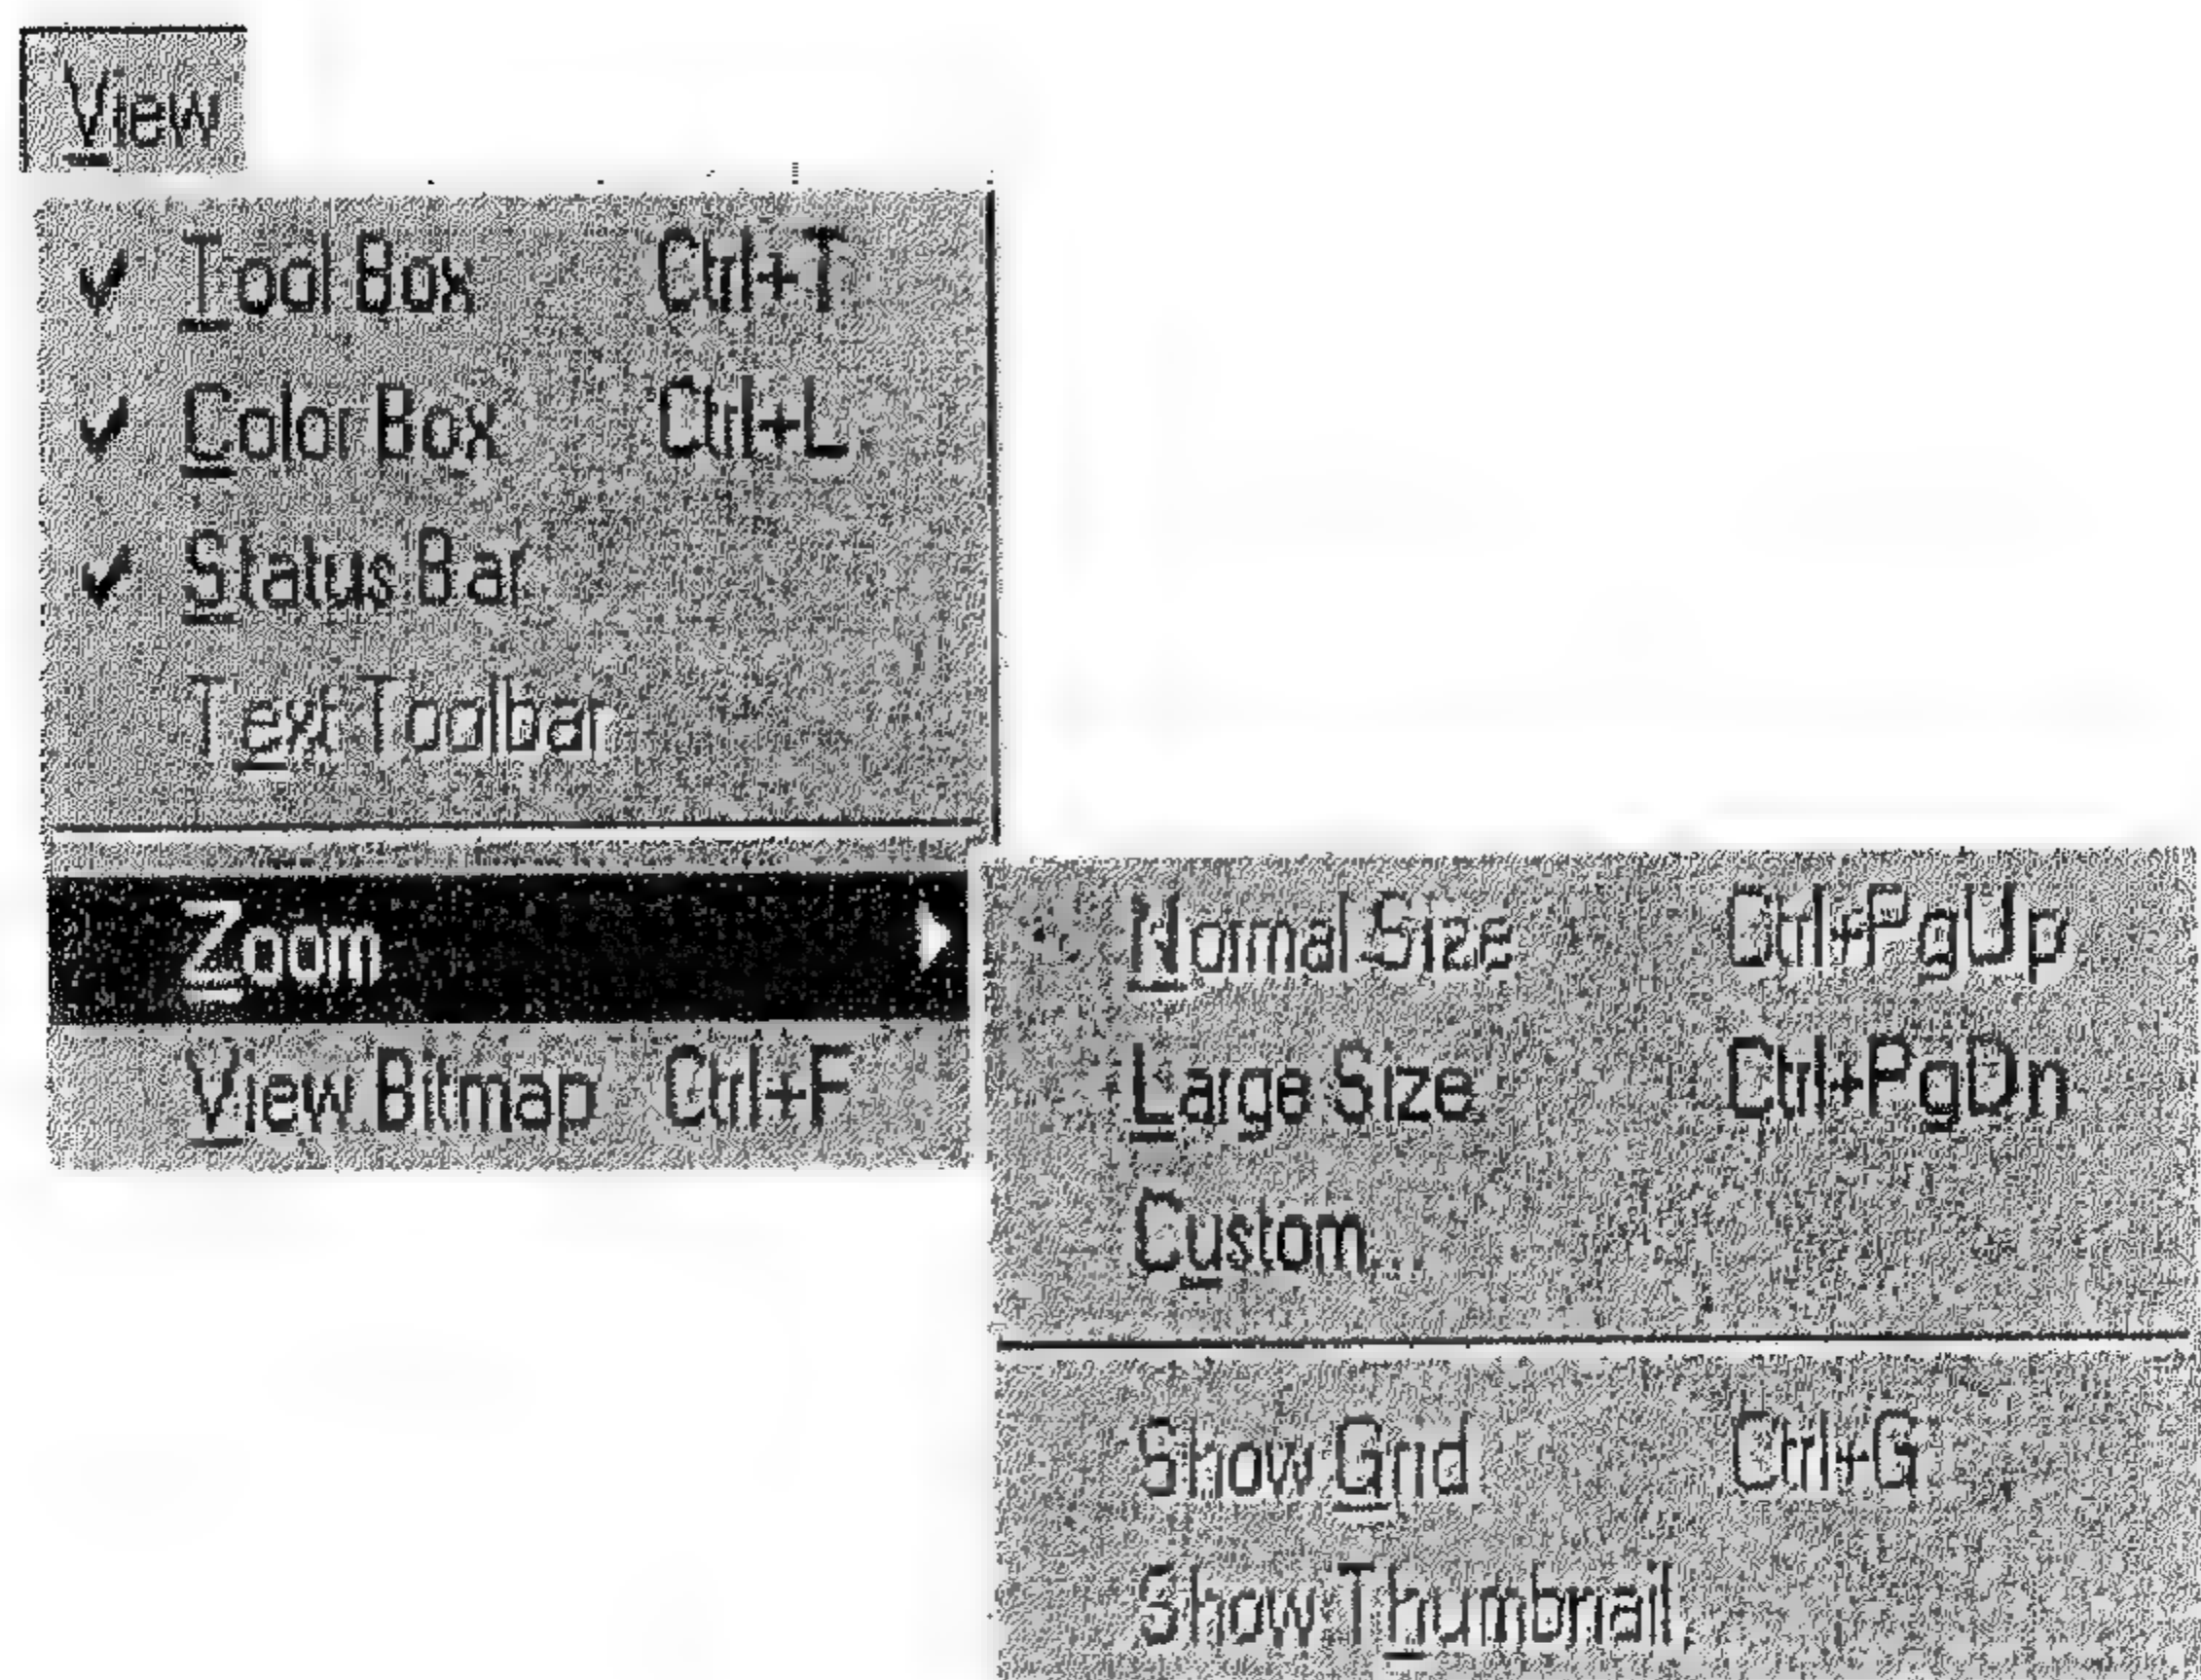 View
Tool Box Ctrl+T
Color Box Ctrl+L
Status Bar
Text Toolbar
Zoom
View Bitmap Ctrl+F
Normal Size Ctrl+PgUp
Large Size Ctrl+PgDn
Custom...
Show Grid Ctrl+G
Show Thumbnail